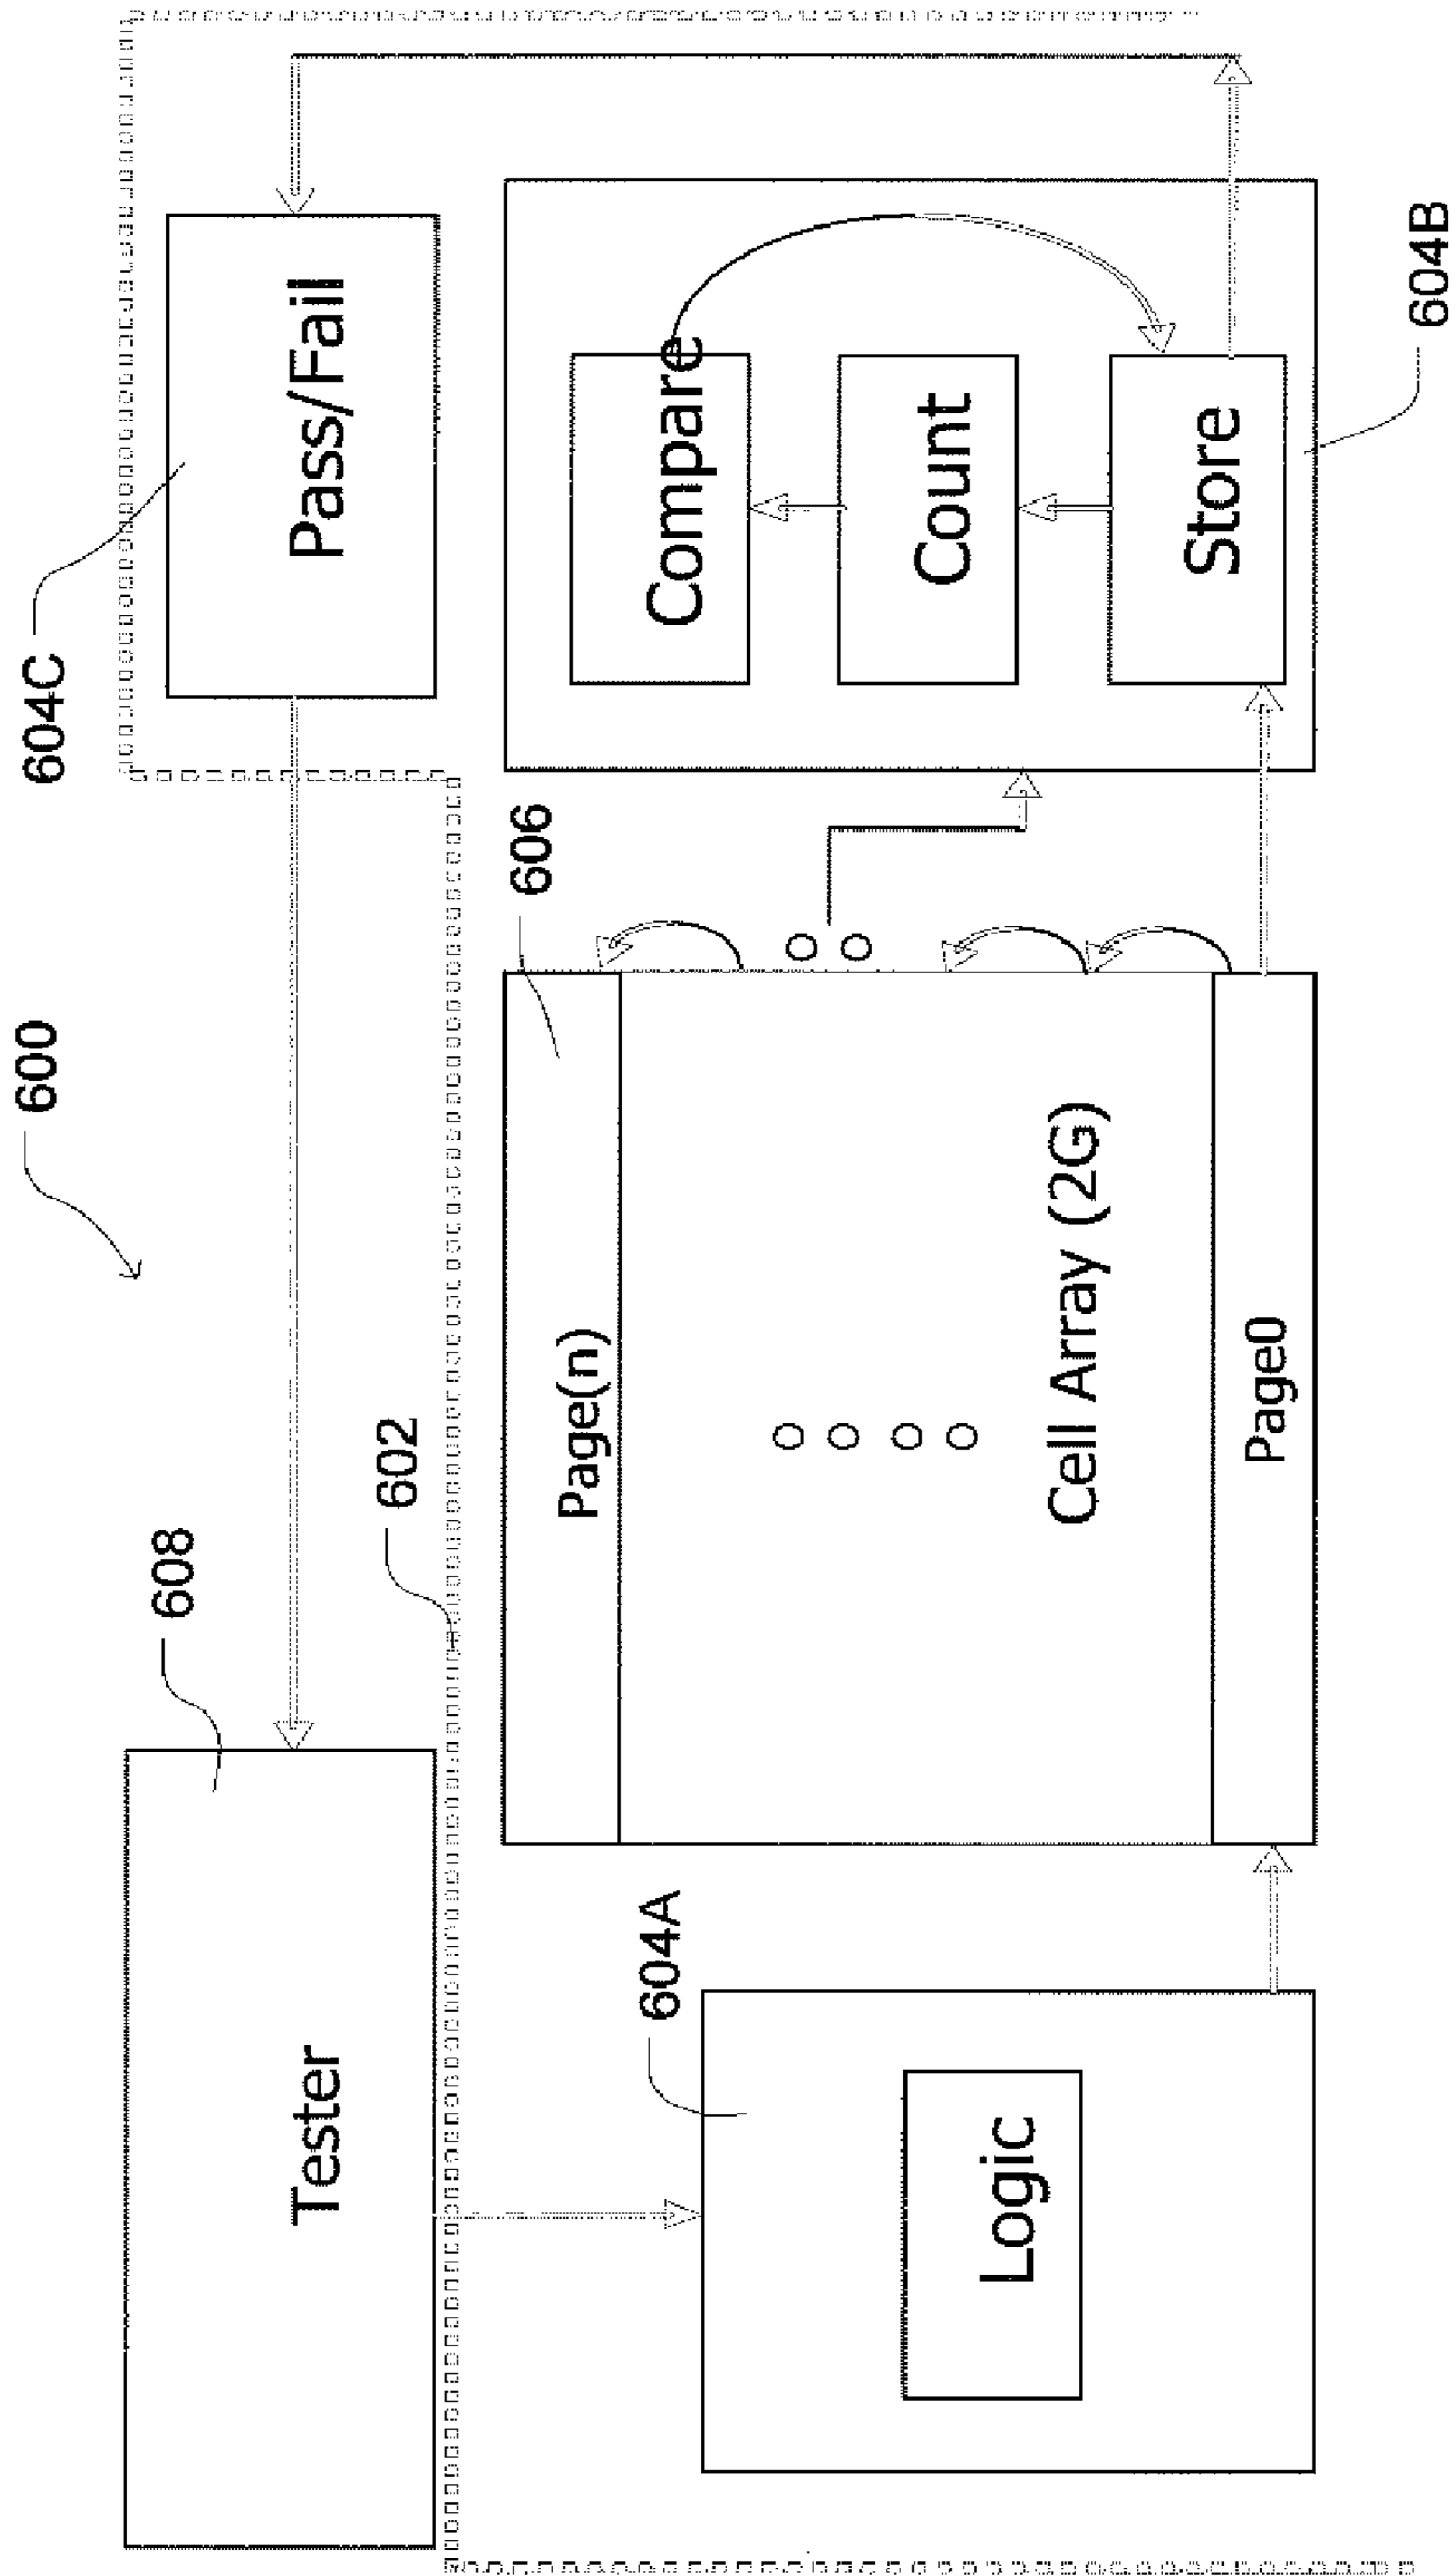 600
604C
608
Tester
Pass/Fail
602
606
604A
Page(n)
Compare
Logic
Count
Cell Array (2G)
Page0
Store
604B